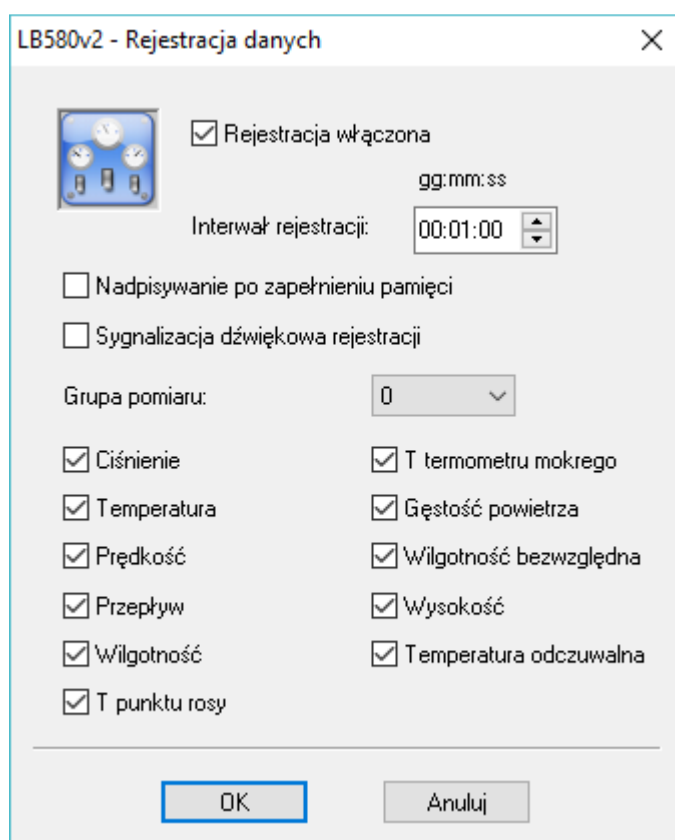 LB580v2 - Rejestracja danych
Rejestracja włączona
gg:mm:ss
Interwał rejestracji: 00:01:00
Nadpisywanie po zapełnieniu pamięci
Sygnalizacja dźwiękowa rejestracji
Grupa pomiaru: 0
Ciśnienie T termometru mokrego
Temperatura Gęstość powietrza
Prędkość Wilgotność bezwzględna
Przepływ Wysokość
Wilgotność Temperatura odczuwalna
T punktu rosy
OK Anuluj